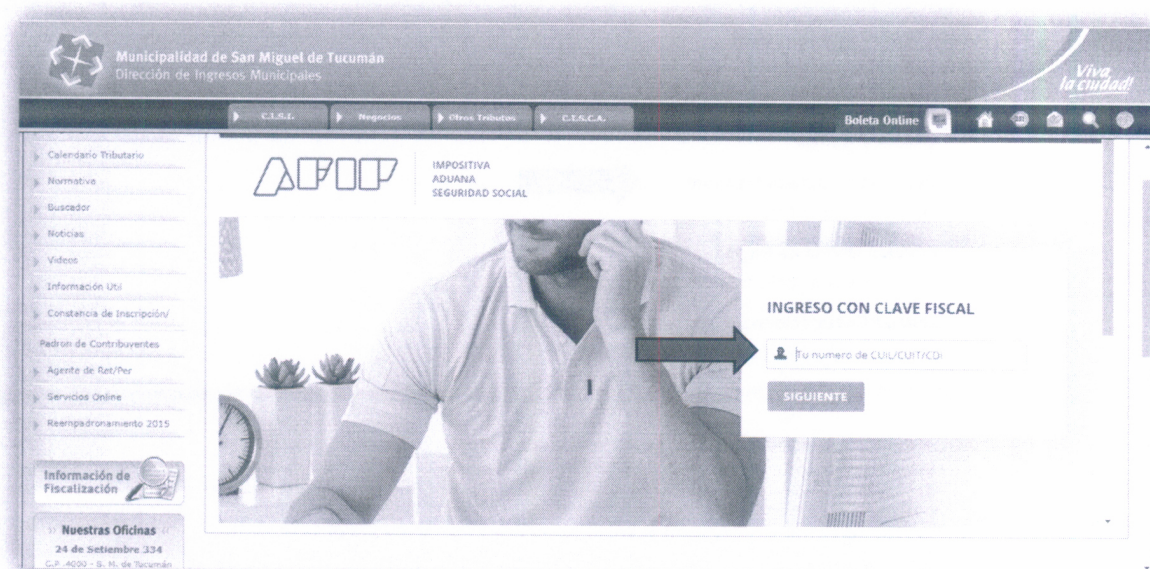 Municipalidad de San Miguel de Tucumán
Dirección de Ingresos Municipales
Viva
la ciudad!
C.I.S.I.
Negocios
Otros Tributos
C.I.S.C.A.
Boleta Online
Calendario Tributario
Normativa
Buscador
Noticias
Videos
Información Util
Constancia de Inscripción/
Padron de Contribuyentes
Agente de Ret/Per
Servicios Online
Reempadronamiento 2015
Información de
Fiscalización
Nuestras Oficinas
24 de Setiembre 334
C.P. 4000 - S. M. de Tucumán
AFIP
IMPOSITIVA
ADUANA
SEGURIDAD SOCIAL
INGRESO CON CLAVE FISCAL
Tu numero de CUIL/CUIT/CDI
SIGUIENTE